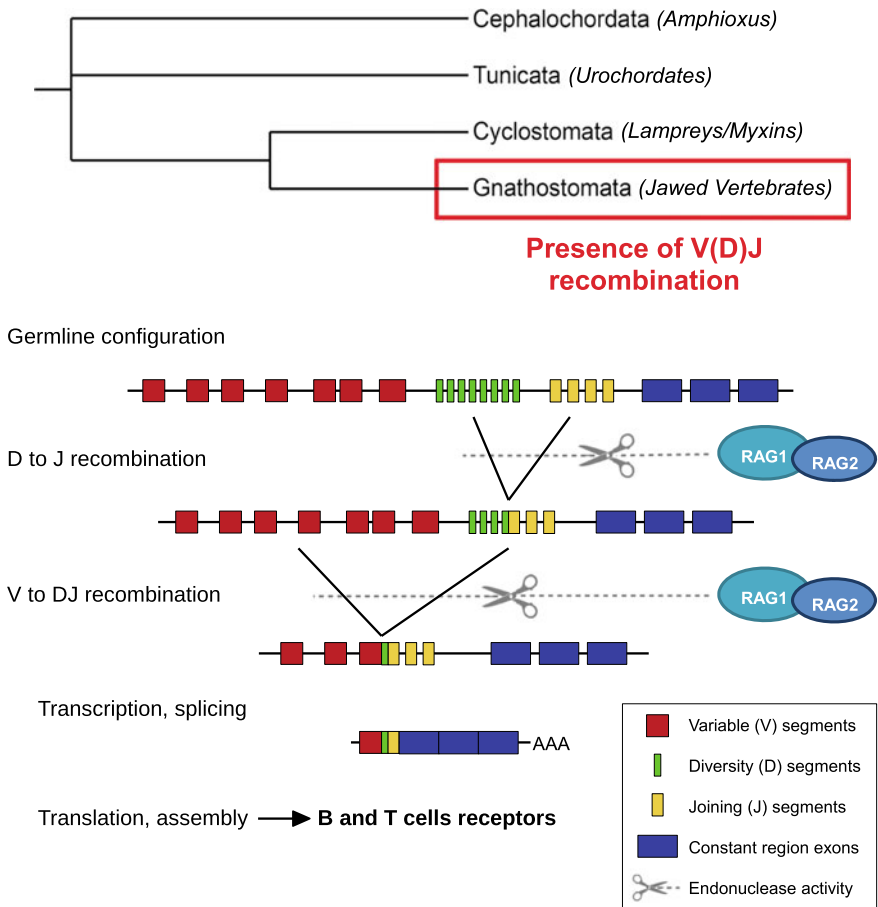 Cephalochordata (Amphioxus)
Tunicata (Urochordates)
Cyclostomata (Lampreys/Myxins)
Gnathostomata (Jawed Vertebrates)
Presence of V(D)J
recombination
Germline configuration
D to J recombination
RAG1
RAG2
V to DJ recombination
RAG1
RAG2
Transcription, splicing
AAA
Translation, assembly
B and T cells receptors
Variable (V) segments
Diversity (D) segments
Joining (J) segments
Constant region exons
Endonuclease activity